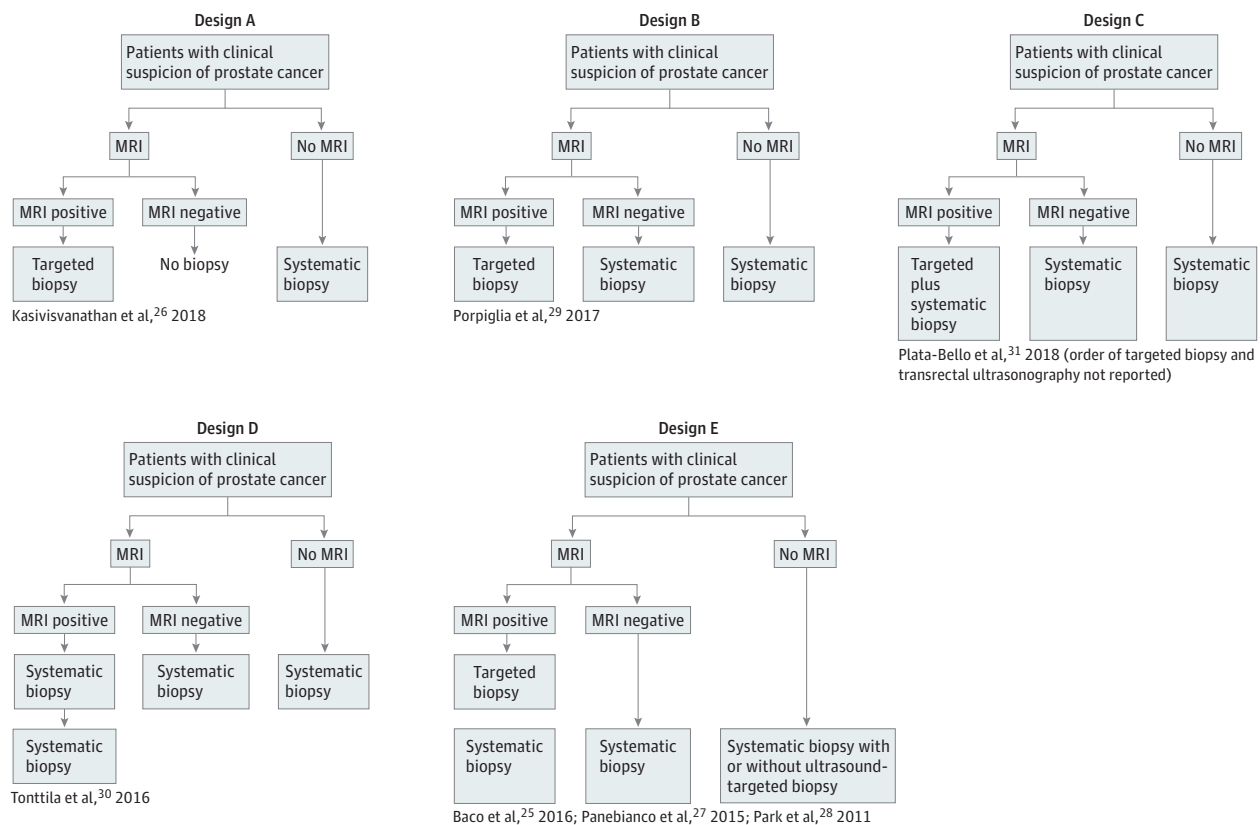 Design A
Patients with clinical
suspicion of prostate cancer
MRI
No MRI
MRI positive
MRI negative
Targeted
biopsy
No biopsy
Systematic
biopsy
Kasivisvanathan et al,26 2018
Design B
Patients with clinical
suspicion of prostate cancer
MRI
No MRI
MRI positive
MRI negative
Targeted
biopsy
Systematic
biopsy
Systematic
biopsy
Porpiglia et al,29 2017
Design C
Patients with clinical
suspicion of prostate cancer
MRI
No MRI
MRI positive
MRI negative
Targeted
plus
systematic
biopsy
Systematic
biopsy
Systematic
biopsy
Plata-Bello et al,31 2018 (order of targeted biopsy and
transrectal ultrasonography not reported)
Design D
Patients with clinical
suspicion of prostate cancer
MRI
No MRI
MRI positive
MRI negative
Systematic
biopsy
Systematic
biopsy
Systematic
biopsy
Systematic
biopsy
Tonttila et al,30 2016
Design E
Patients with clinical
suspicion of prostate cancer
MRI
No MRI
MRI positive
MRI negative
Targeted
biopsy
Systematic
biopsy
Systematic
biopsy
Systematic biopsy with
or without ultrasound-
targeted biopsy
Baco et al,25 2016; Panebianco et al,27 2015; Park et al,28 2011